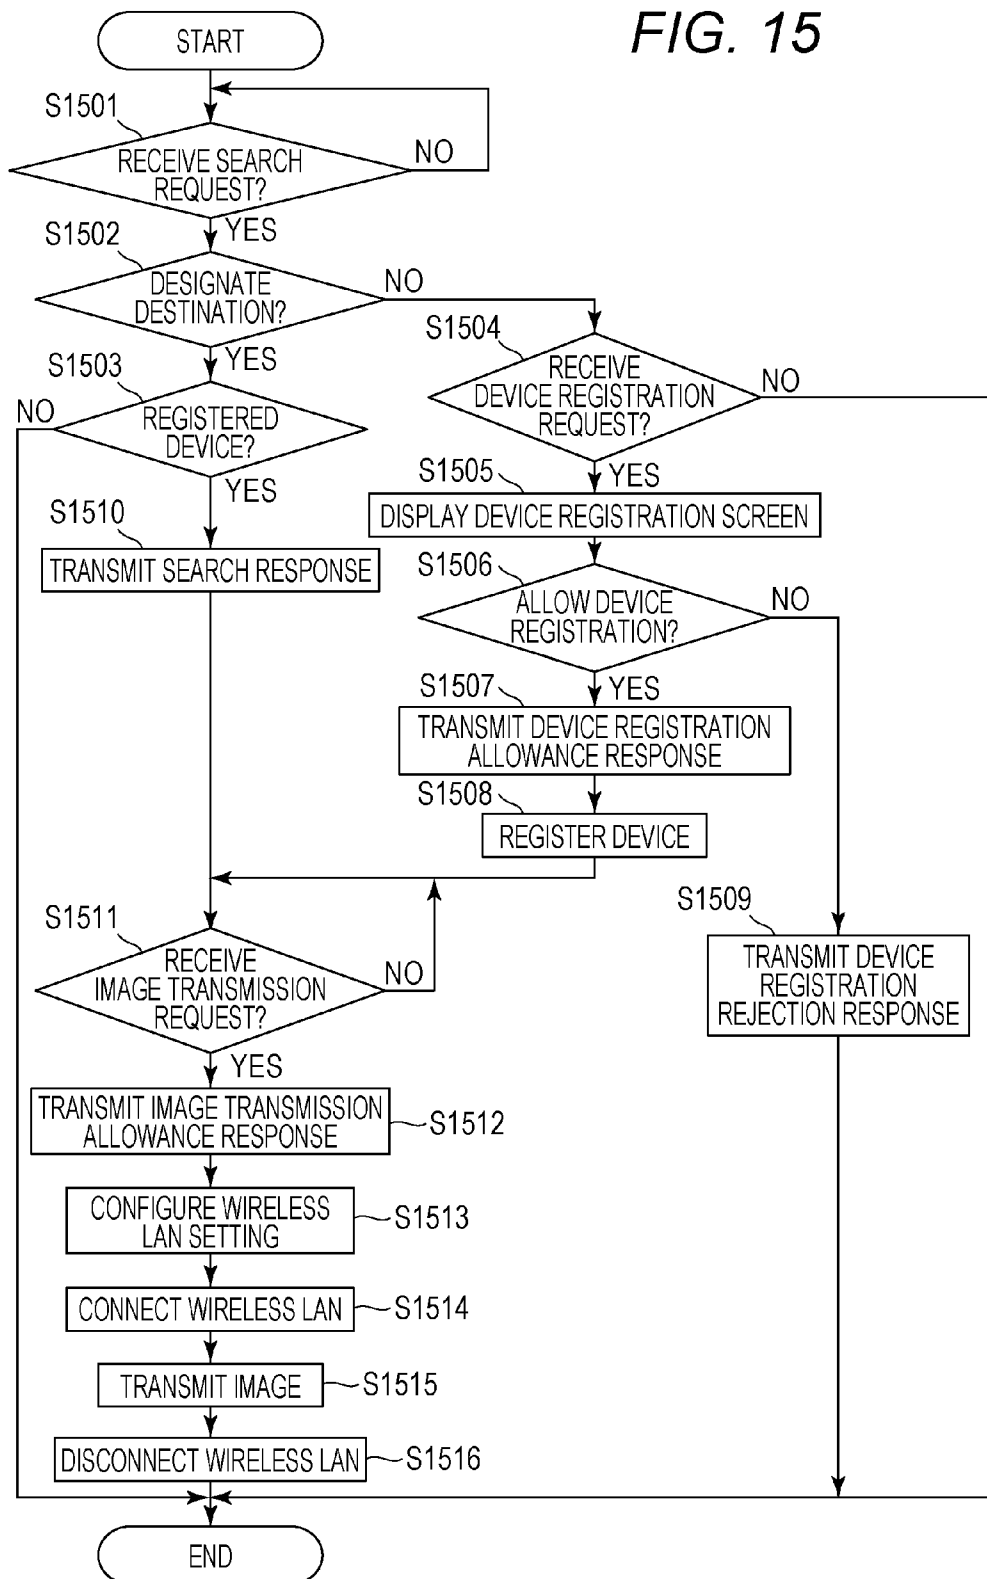 FIG. 15
START
S1501
RECEIVE SEARCH
REQUEST?
NO
YES
S1502
DESIGNATE
DESTINATION?
NO
YES
S1503
NO
REGISTERED
DEVICE?
YES
S1504
RECEIVE
DEVICE REGISTRATION
REQUEST?
NO
YES
S1505
DISPLAY DEVICE REGISTRATION SCREEN
S1510
TRANSMIT SEARCH RESPONSE
S1506
ALLOW DEVICE
REGISTRATION?
NO
YES
S1507
TRANSMIT DEVICE REGISTRATION
ALLOWANCE RESPONSE
S1508
REGISTER DEVICE
S1509
TRANSMIT DEVICE
REGISTRATION
REJECTION RESPONSE
S1511
RECEIVE
IMAGE TRANSMISSION
REQUEST?
NO
YES
TRANSMIT IMAGE TRANSMISSION
ALLOWANCE RESPONSE
S1512
CONFIGURE WIRELESS
LAN SETTING
S1513
CONNECT WIRELESS LAN
S1514
TRANSMIT IMAGE
S1515
DISCONNECT WIRELESS LAN
S1516
END